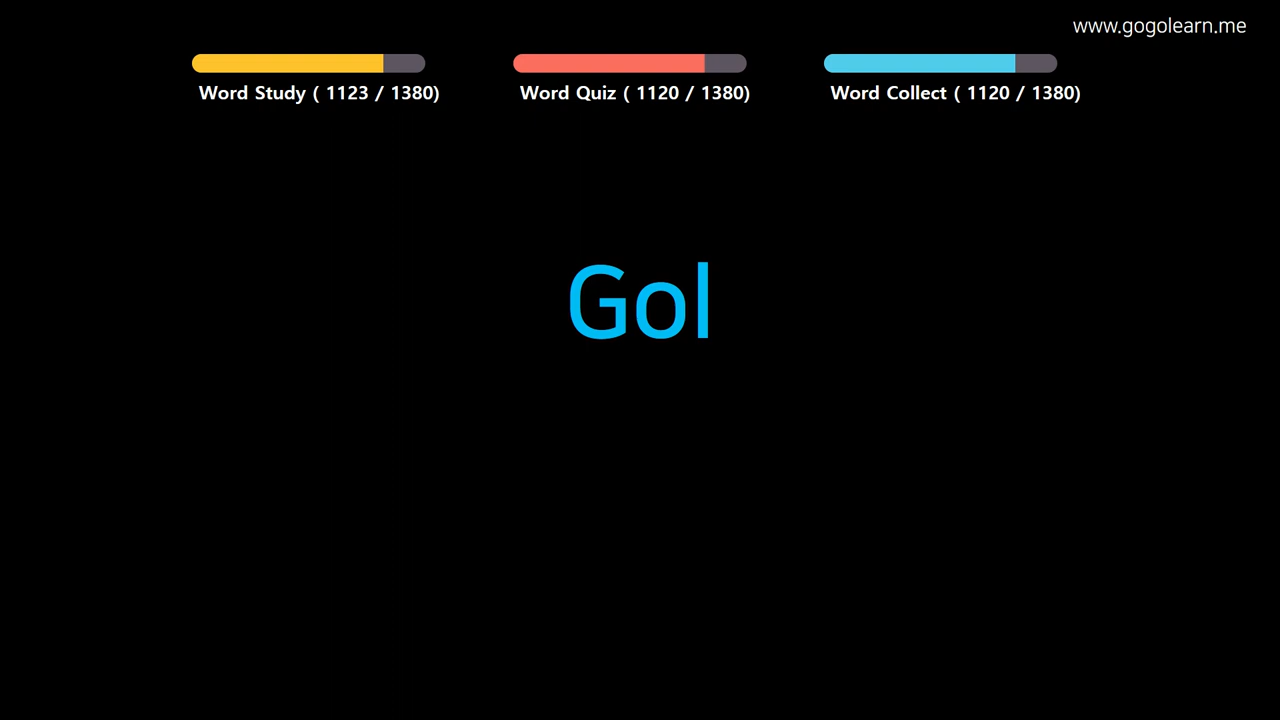 www.gogolearn.me
Word Study ( 1123 / 1380)
Word Quiz ( 1120 / 1380)
Word Collect ( 1120 / 1380)
Gol